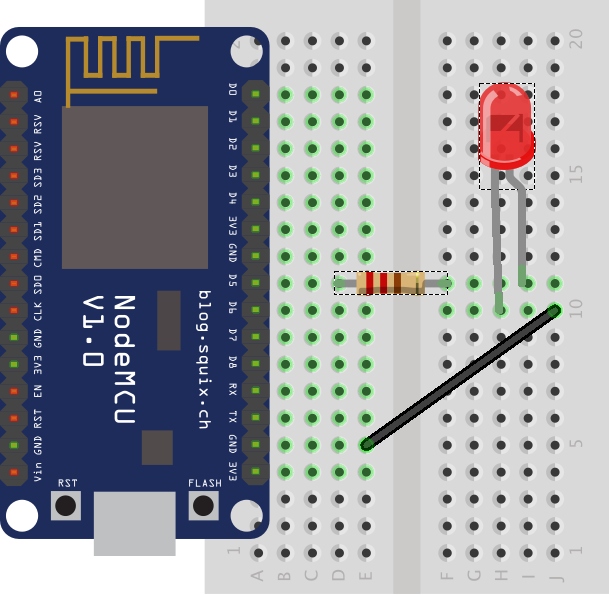 20
15
10
5
1
1
A
B
C
D
E
F
G
H
I
J
A0
RSV
RSV
SD3
SD2
SD1
CMD
SD0
CLK
GND
3V3
EN
RST
GND
Vin
D0
D1
D2
D3
D4
3V3
GND
D5
D6
D7
D8
RX
TX
GND
3V3
NodeMCU
V1.0
blog.squix.ch
RST
FLASH